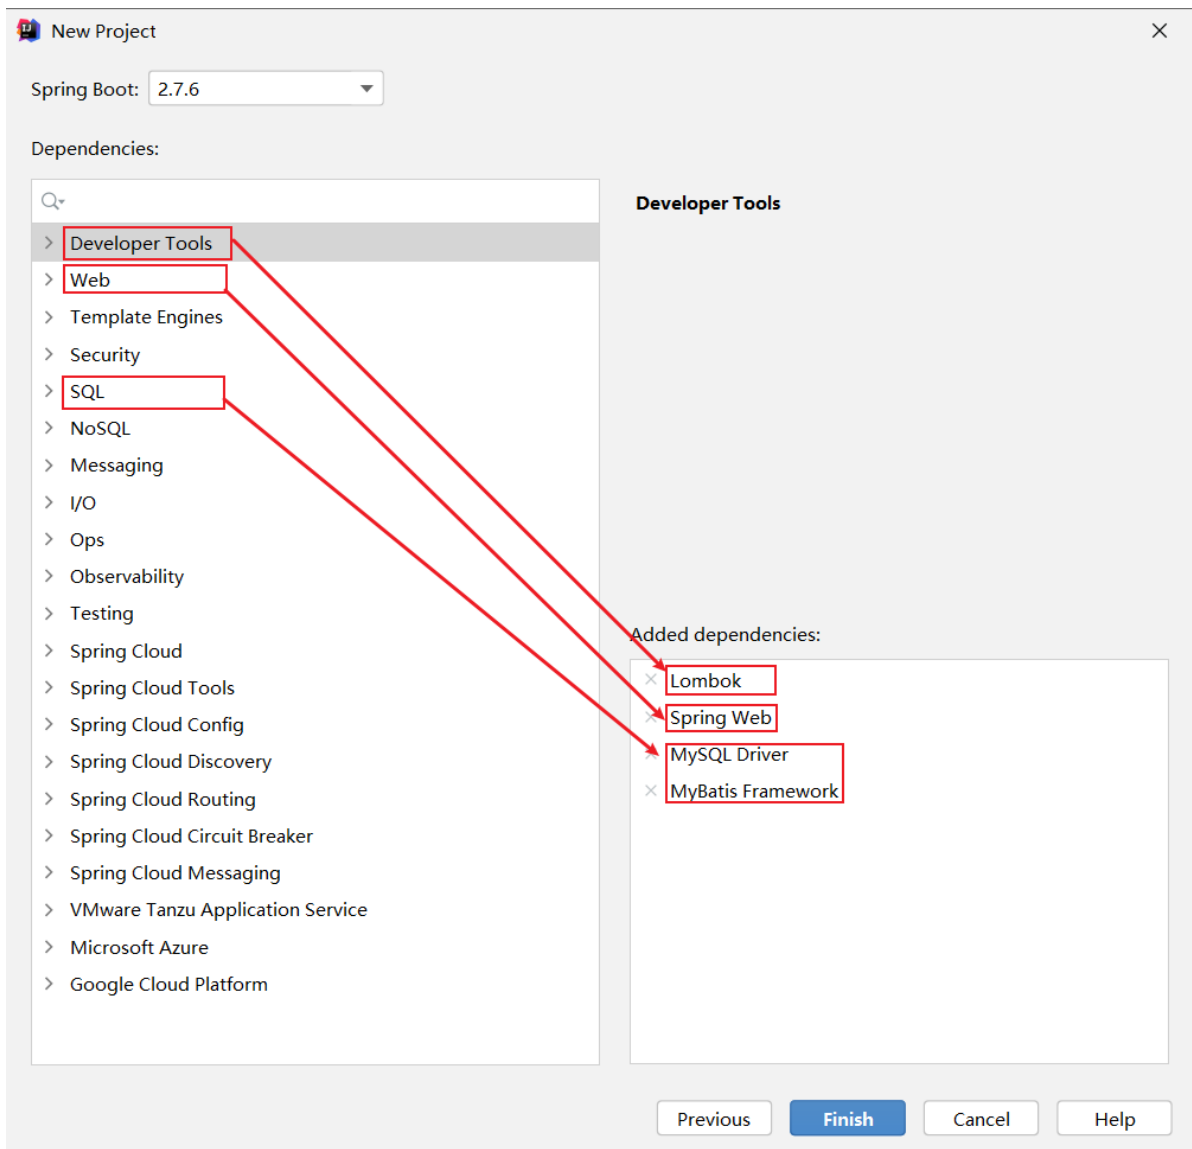 New Project
Spring Boot: 2.7.6
Dependencies:
Developer Tools
Web
Template Engines
Security
SQL
NoSQL
Messaging
I/O
Ops
Observability
Testing
Spring Cloud
Spring Cloud Tools
Spring Cloud Config
Spring Cloud Discovery
Spring Cloud Routing
Spring Cloud Circuit Breaker
Spring Cloud Messaging
VMware Tanzu Application Service
Microsoft Azure
Google Cloud Platform
Developer Tools
Added dependencies:
Lombok
Spring Web
MySQL Driver
MyBatis Framework
Previous Finish Cancel Help